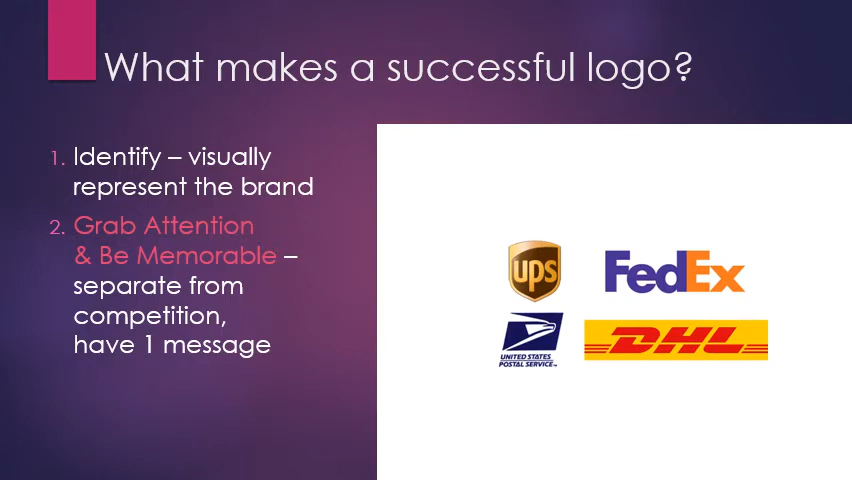 What makes a successful logo?
1. Identify – visually
represent the brand
2. Grab Attention
& Be Memorable –
separate from
competition,
have 1 message
ups
FedEx
UNITED STATES
POSTAL SERVICE™
DHL